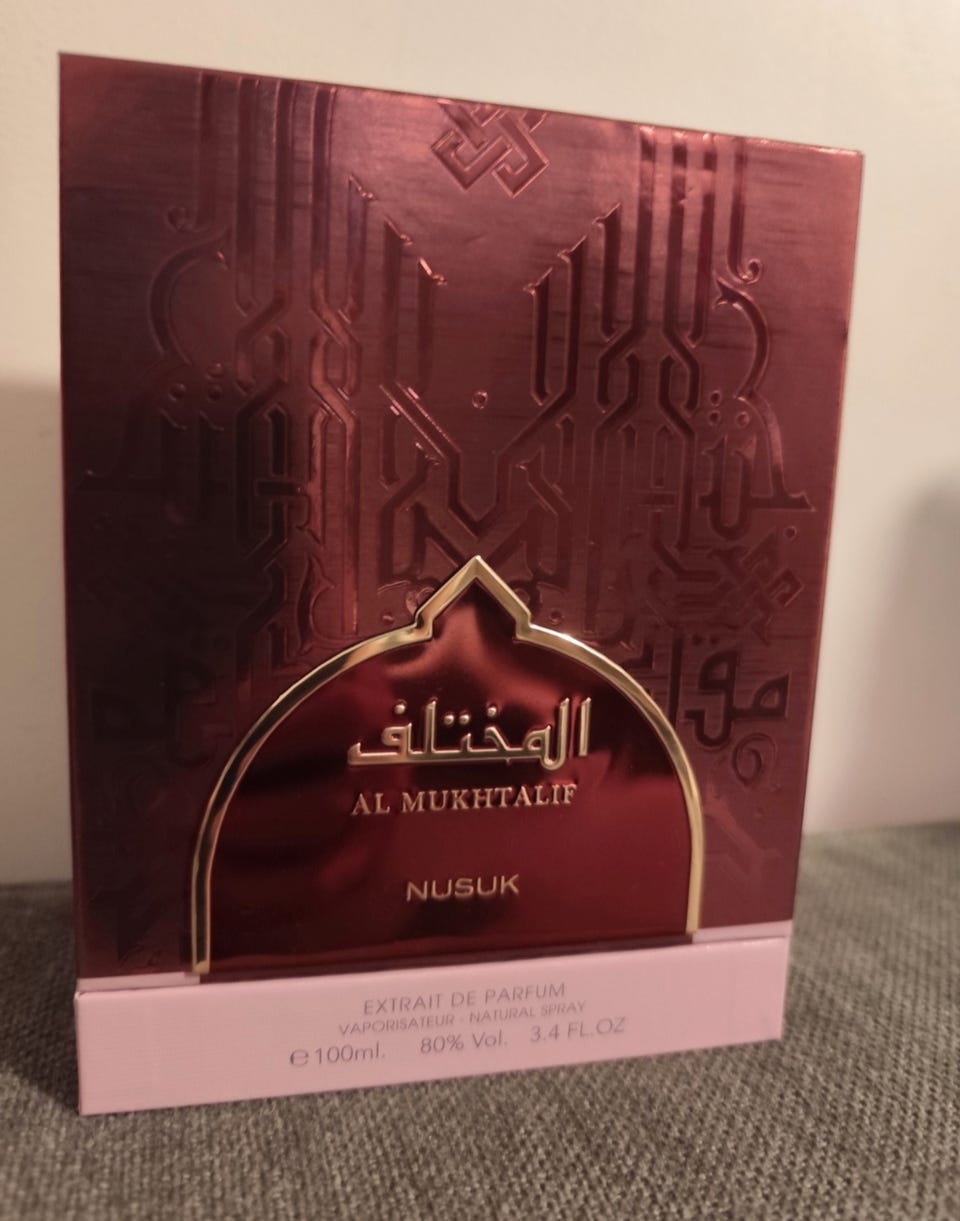 المختلف
AL MUKHTALIF
NUSUK
EXTRAIT DE PARFUM
VAPORISATEUR - NATURAL SPRAY
℮100ml. 80% Vol. 3.4 FL.OZ